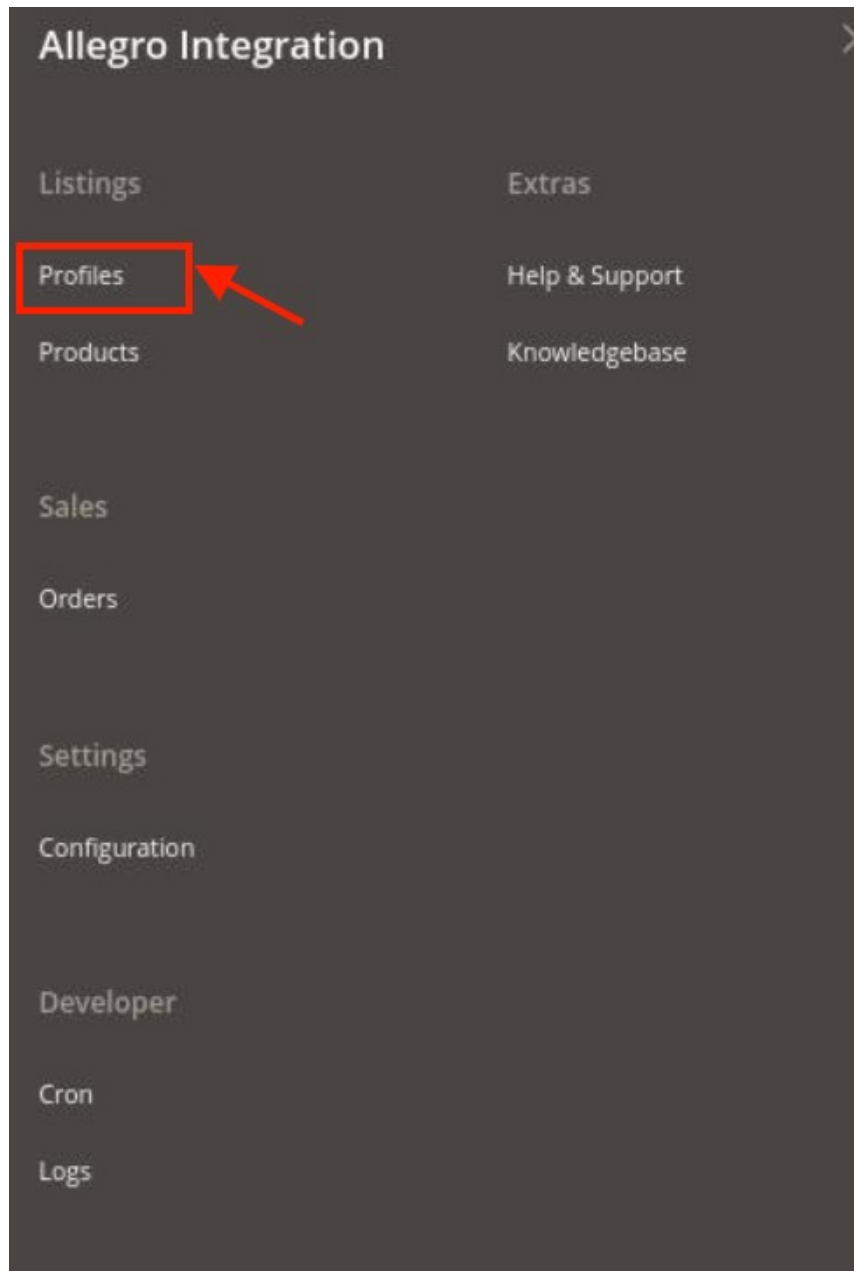 Allegro Integration
Listings
Profiles
Products
Sales
Orders
Settings
Configuration
Developer
Cron
Logs
Extras
Help & Support
Knowledgebase